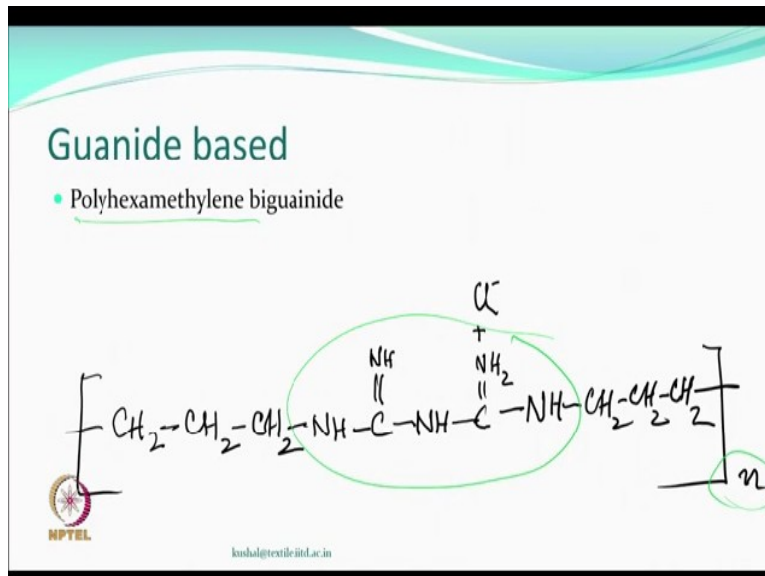 Guanide based
• Polyhexamethylene biguainide
Cl⁻
+
NH NH₂
|| ||
CH₂-CH₂-CH₂-NH-C-NH-C-NH-CH₂-CH₂-CH₂
n
NPTEL
kushal@textile.iitd.ac.in